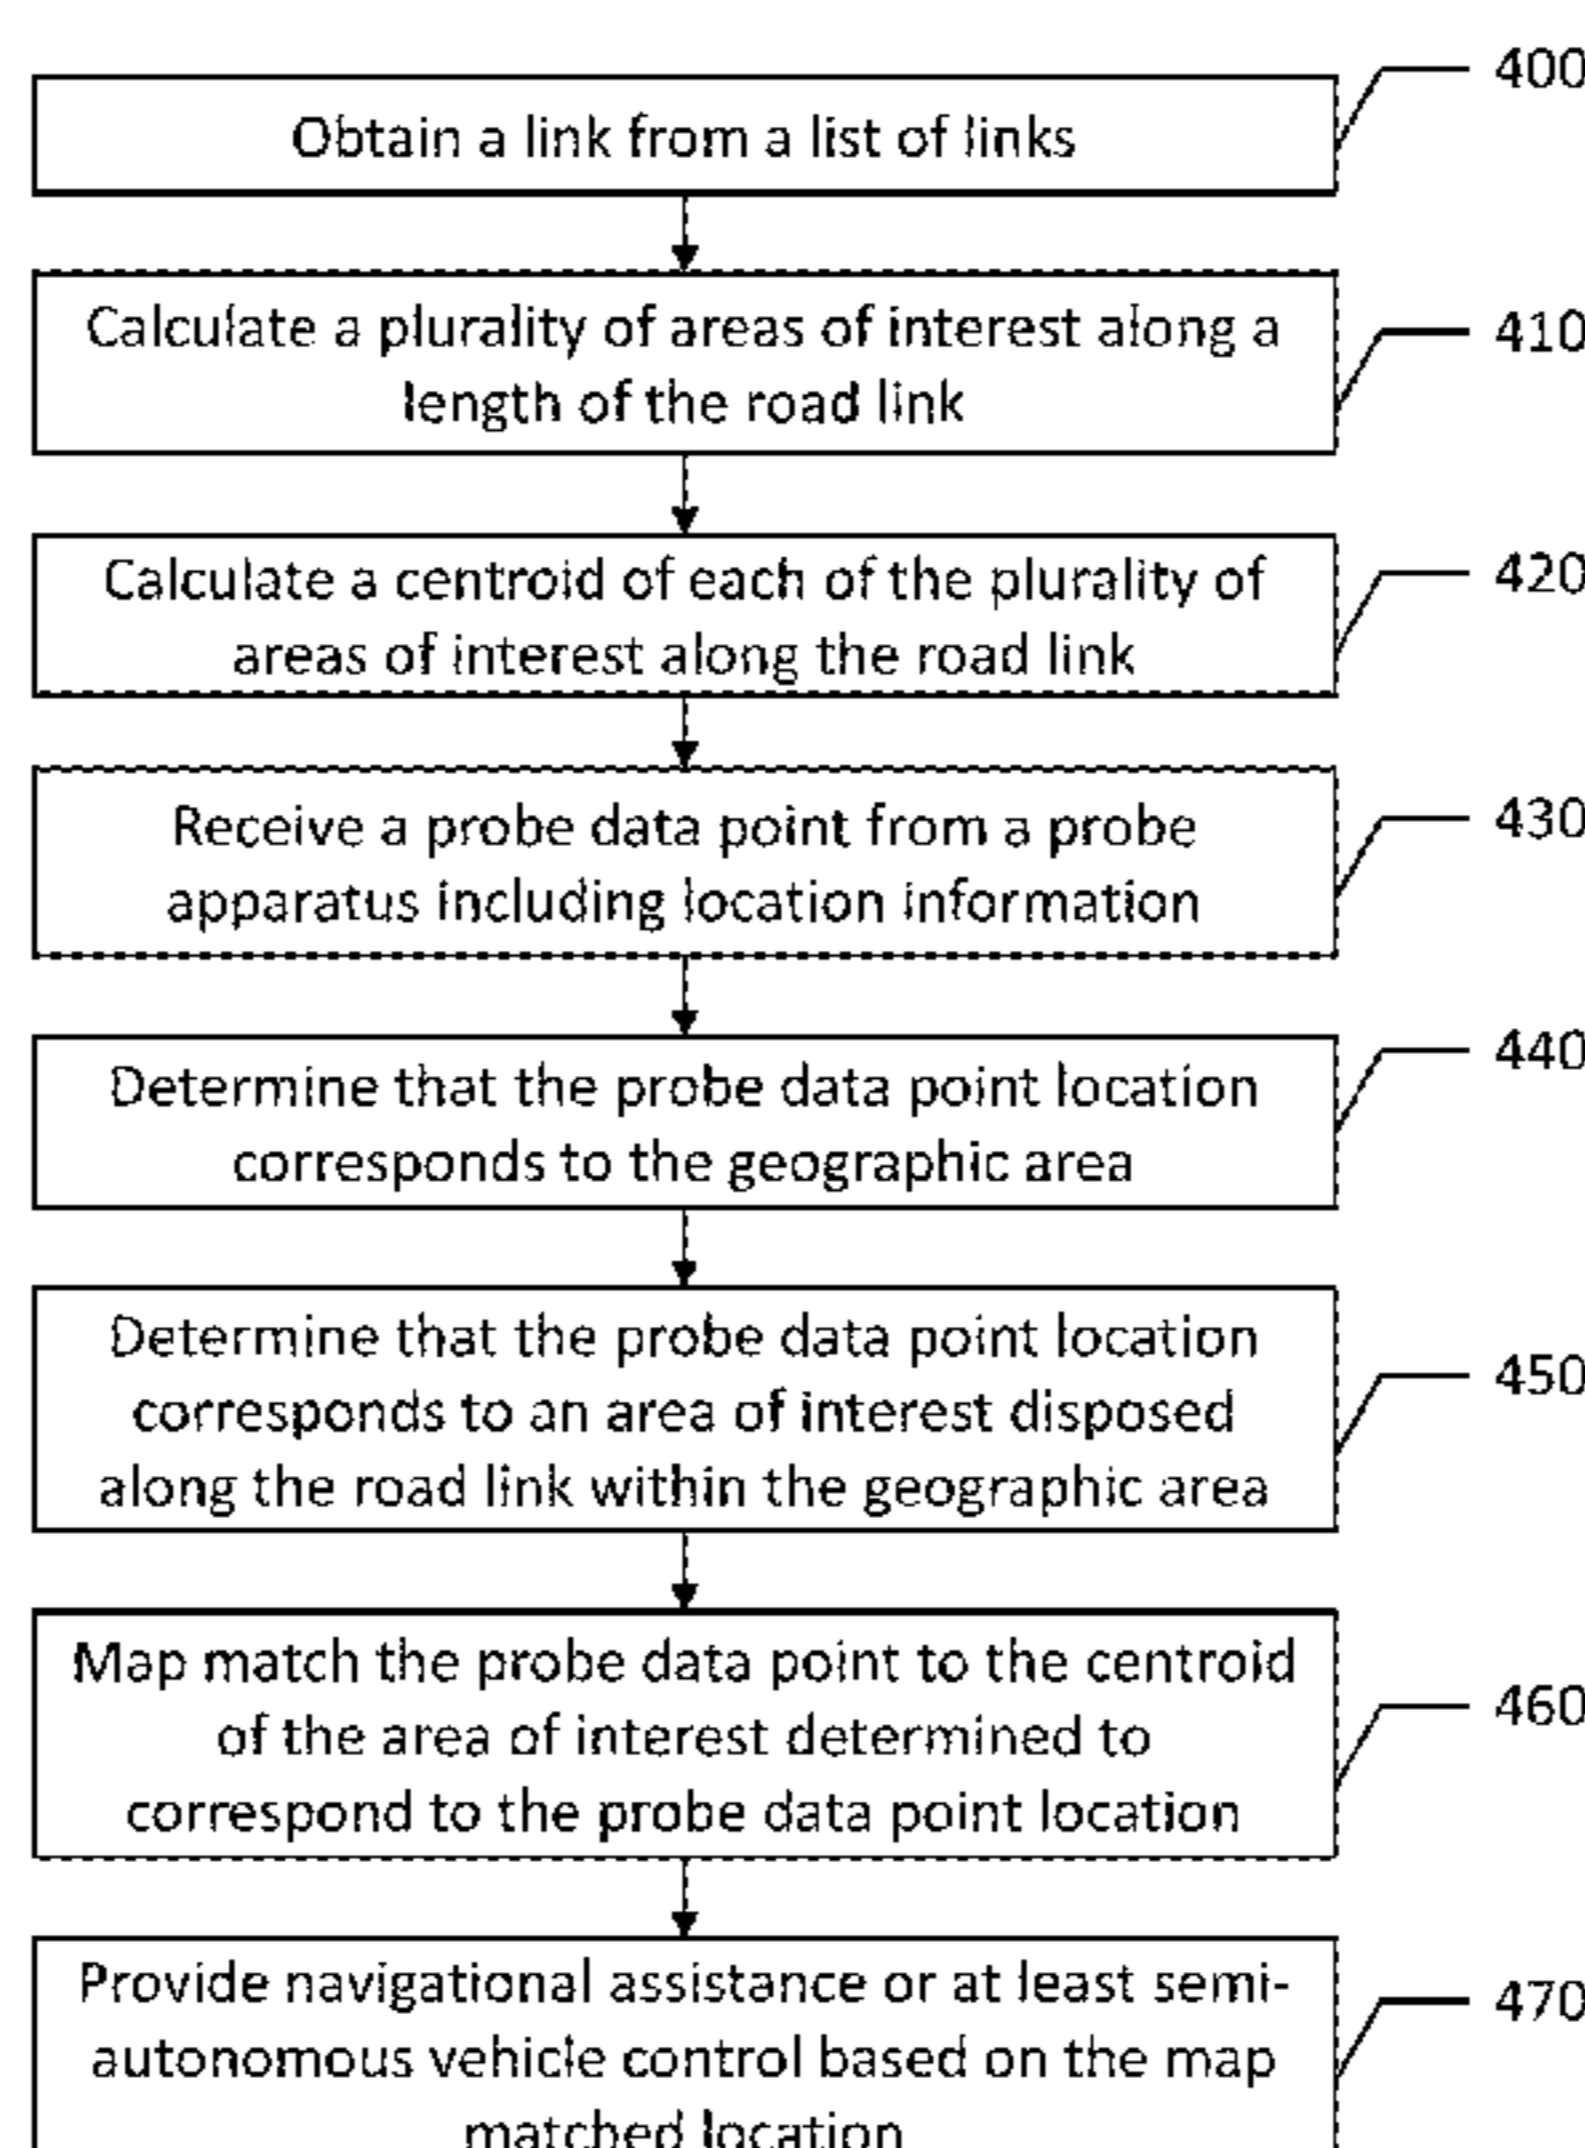 400
Obtain a link from a list of links
410
Calculate a plurality of areas of interest along a
length of the road link
420
Calculate a centroid of each of the plurality of
areas of interest along the road link
430
Receive a probe data point from a probe
apparatus including location information
440
Determine that the probe data point location
corresponds to the geographic area
450
Determine that the probe data point location
corresponds to an area of interest disposed
along the road link within the geographic area
460
Map match the probe data point to the centroid
of the area of interest determined to
correspond to the probe data point location
470
Provide navigational assistance or at least semi-
autonomous vehicle control based on the map
matched location